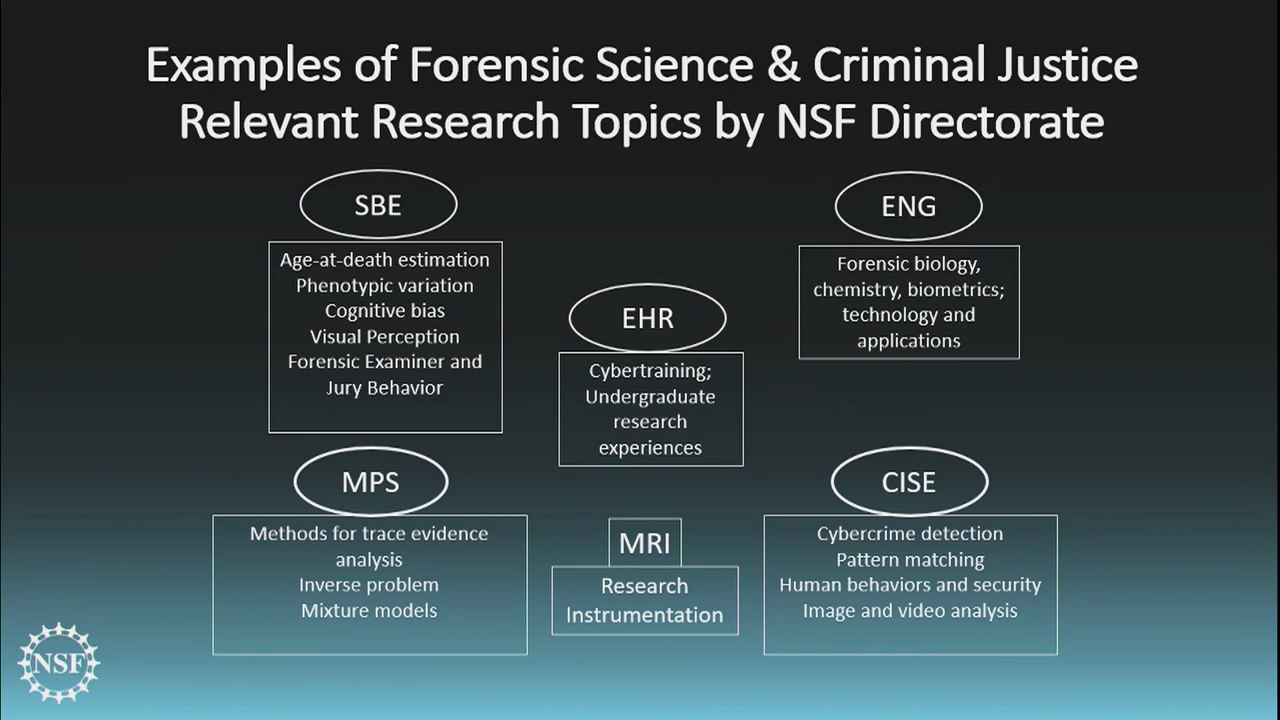 Examples of Forensic Science & Criminal Justice
Relevant Research Topics by NSF Directorate
SBE
Age-at-death estimation
Phenotypic variation
Cognitive bias
Visual Perception
Forensic Examiner and
Jury Behavior
ENG
Forensic biology,
chemistry, biometrics;
technology and
applications
EHR
Cybertraining;
Undergraduate
research
experiences
MPS
Methods for trace evidence
analysis
Inverse problem
Mixture models
MRI
Research
Instrumentation
CISE
Cybercrime detection
Pattern matching
Human behaviors and security
Image and video analysis
NSF